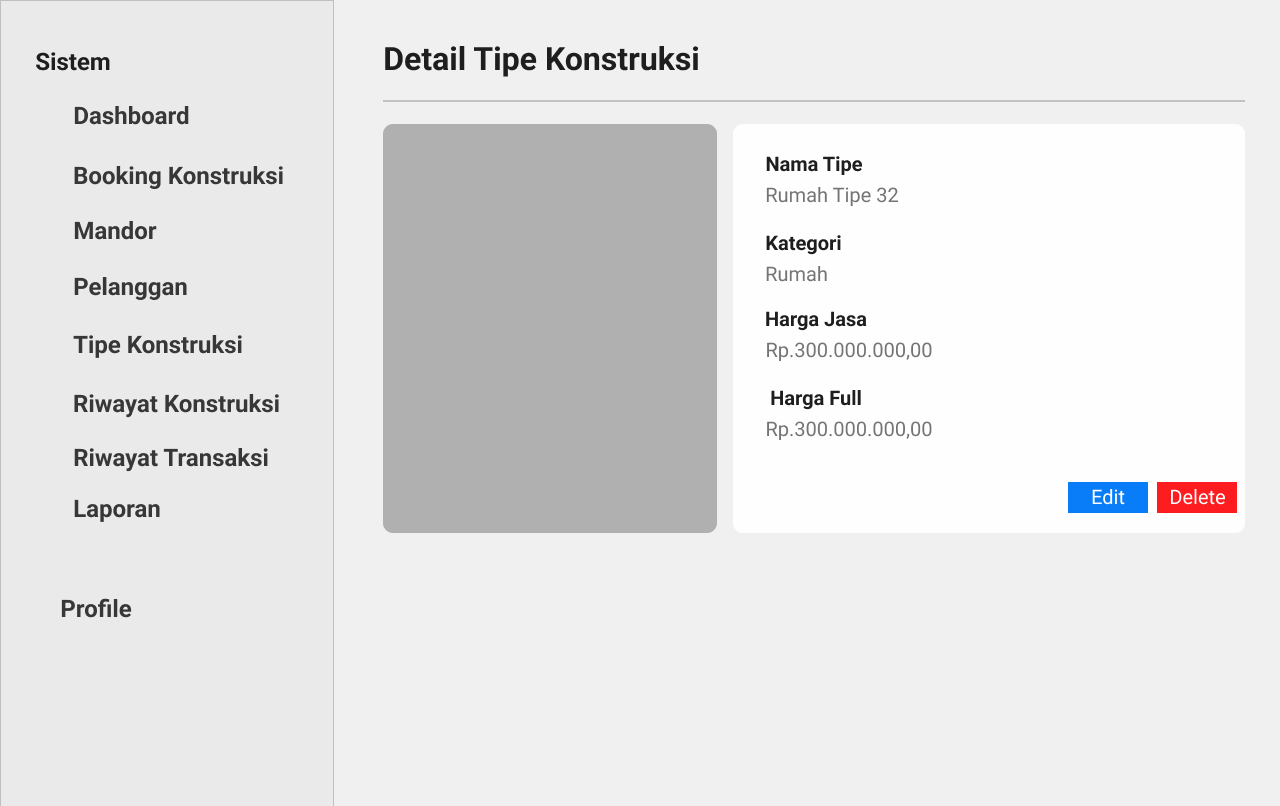 Sistem
Dashboard
Booking Konstruksi
Mandor
Pelanggan
Tipe Konstruksi
Riwayat Konstruksi
Riwayat Transaksi
Laporan
Profile
Detail Tipe Konstruksi
Nama Tipe
Rumah Tipe 32
Kategori
Rumah
Harga Jasa
Rp.300.000.000,00
Harga Full
Rp.300.000.000,00
Edit
Delete